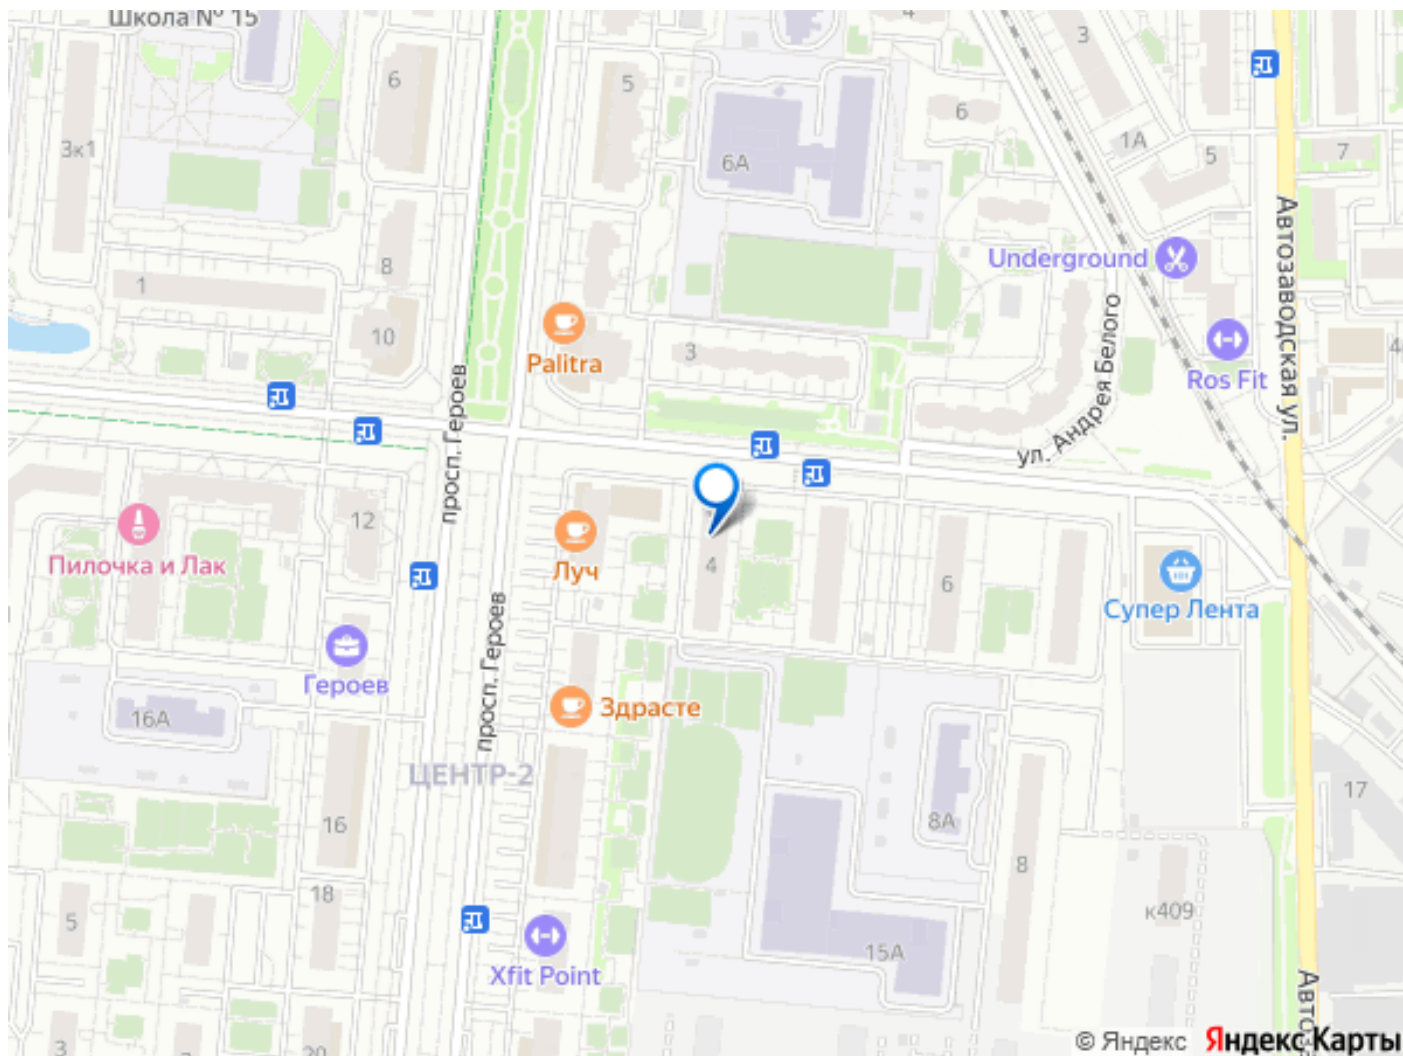 Школа № 15
4
3
6
5
6
3к1
6А
1А
5
7
Автозаводская ул.
Underground
8
1
10
Palitra
3
Ros Fit
просп. Героев
ул. Андрея Белого
12
Пилочка и Лак
Луч
4
6
Супер Лента
просп. Героев
Героев
Здрасте
16А
ЦЕНТР-2
17
16
8А
8
18
5
к409
15А
Xfit Point
3
20
© Яндекс
Яндекс Карты